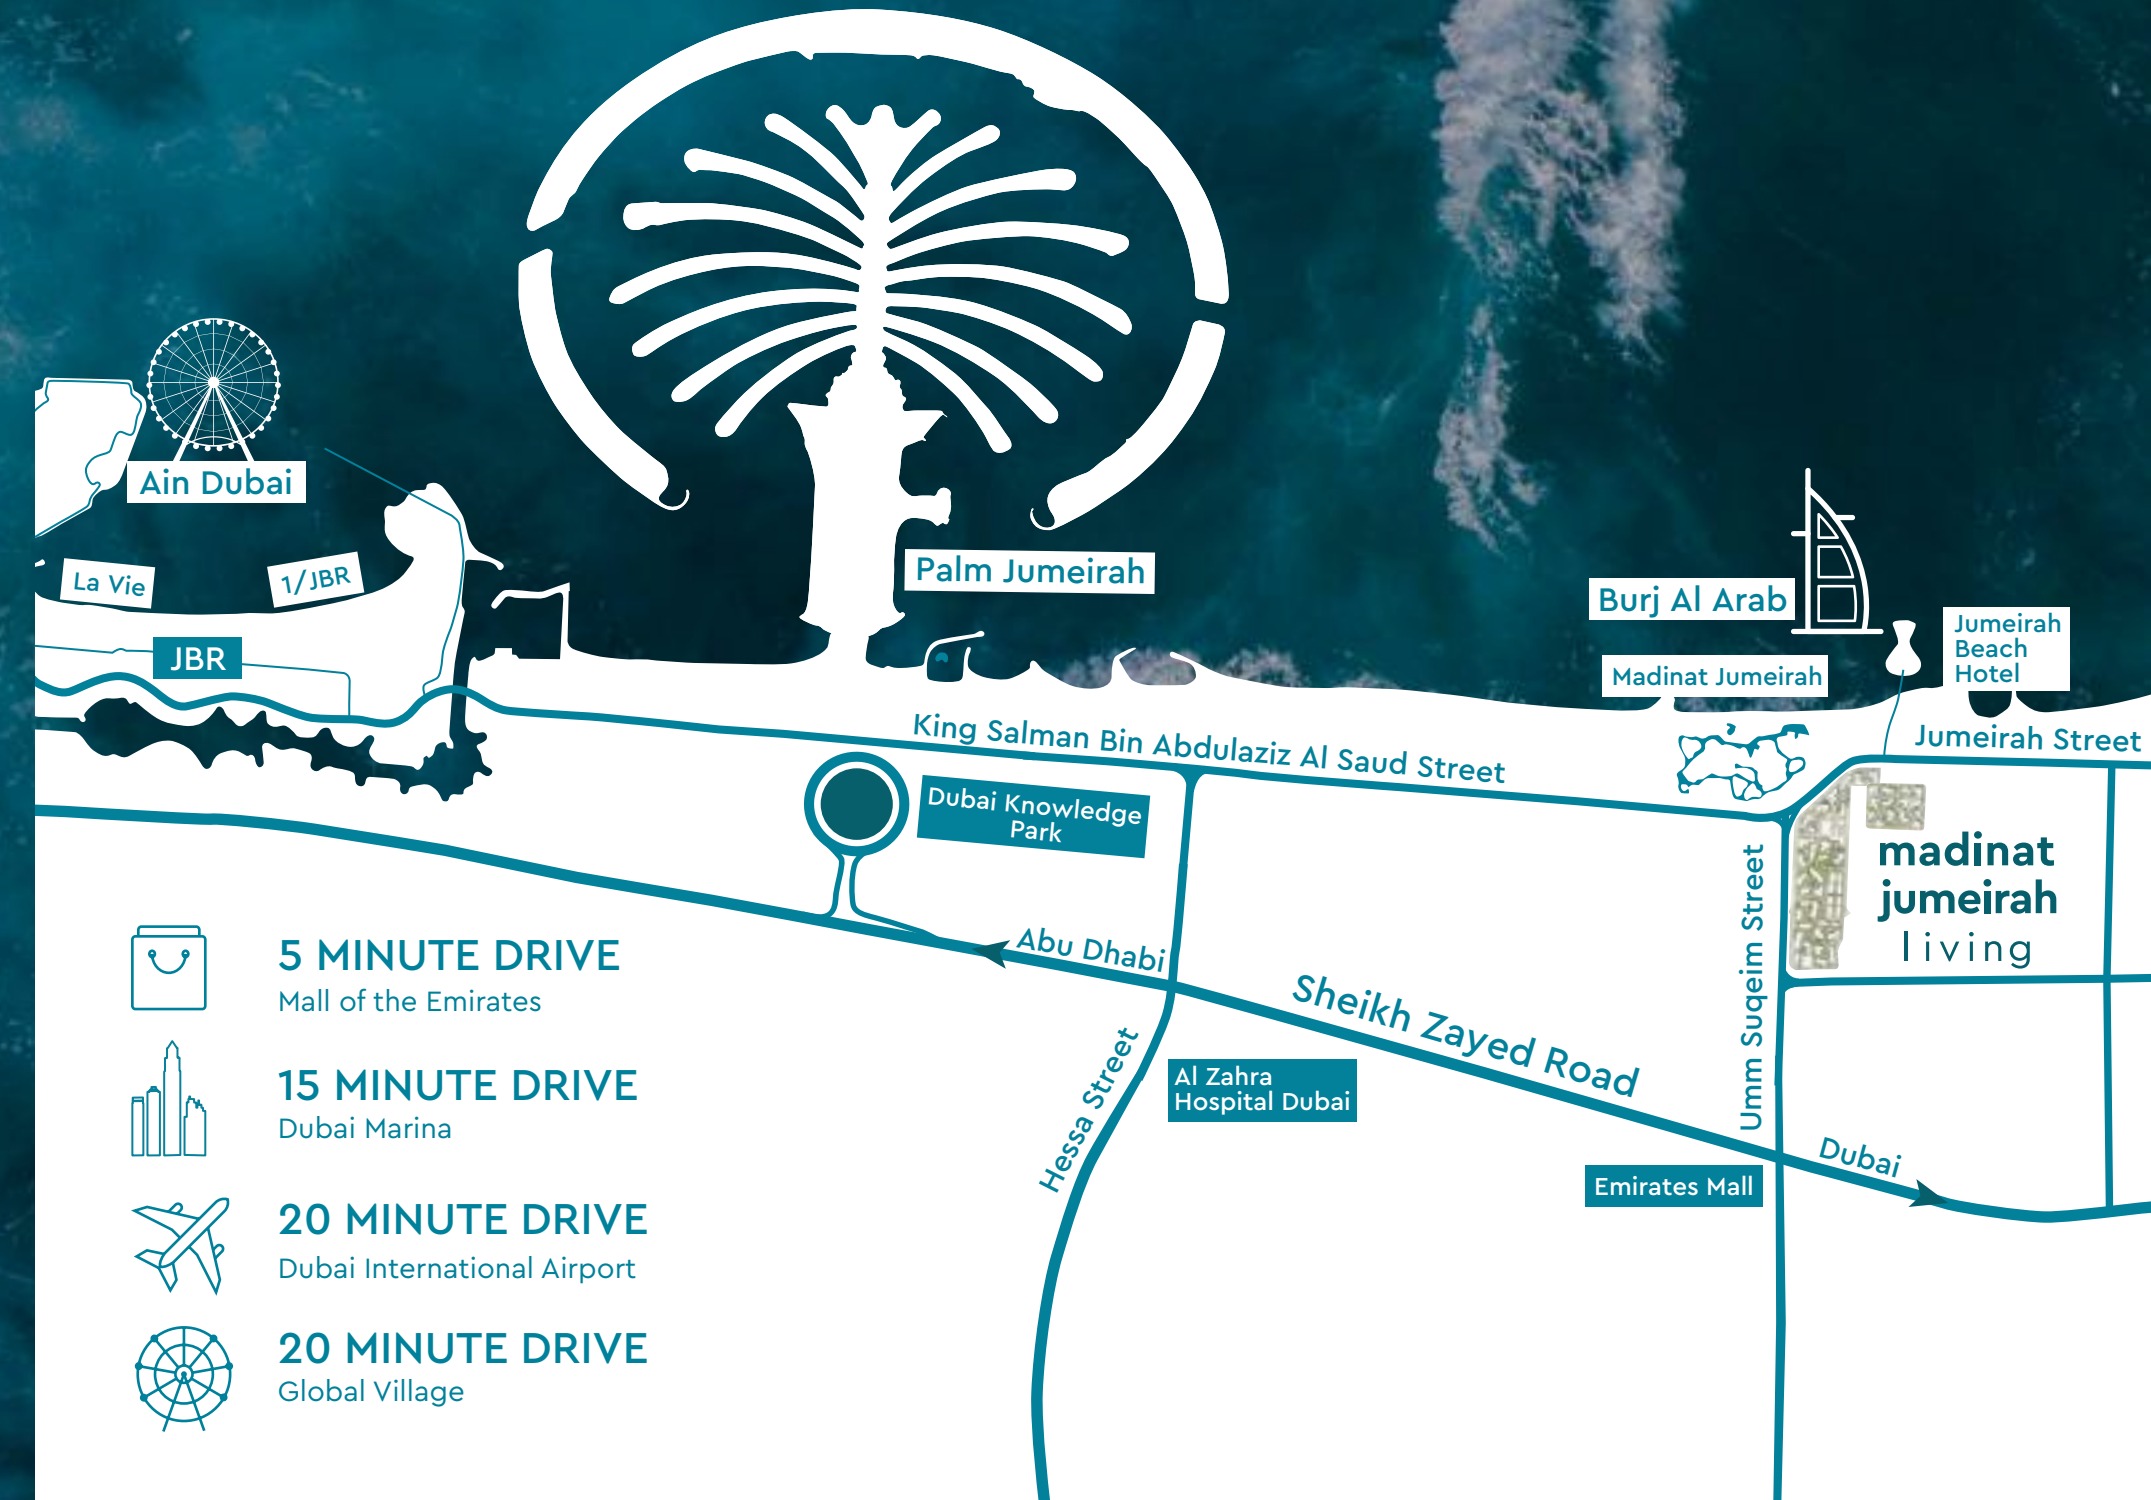 Ain Dubai
La Vie
1/JBR
JBR
Palm Jumeirah
Burj Al Arab
Jumeirah
Beach
Hotel
Madinat Jumeirah
King Salman Bin Abdulaziz Al Saud Street
Jumeirah Street
Dubai Knowledge
Park
madinat
jumeirah
living
Umm Suqeim Street
Abu Dhabi
Sheikh Zayed Road
Hessa Street
Al Zahra
Hospital Dubai
Dubai
Emirates Mall
5 MINUTE DRIVE
Mall of the Emirates
15 MINUTE DRIVE
Dubai Marina
20 MINUTE DRIVE
Dubai International Airport
20 MINUTE DRIVE
Global Village